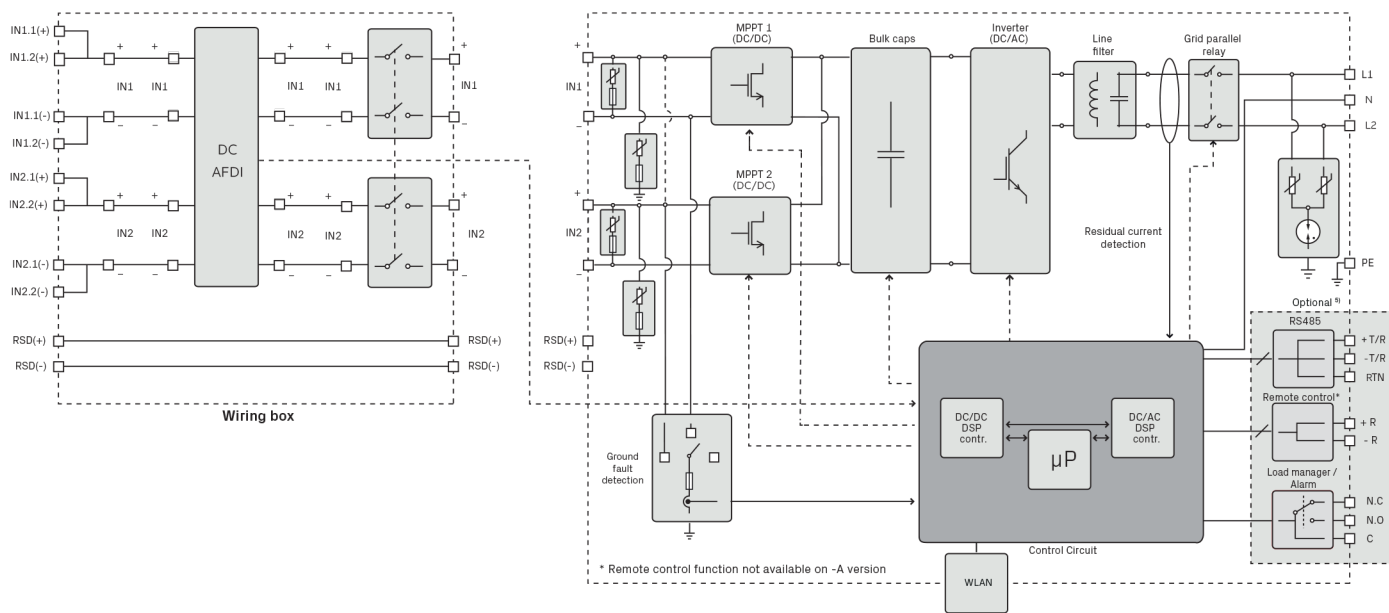 IN1.1(+)
IN1.2(+)
IN1.1(-)
IN1.2(-)
IN2.1(+)
IN2.2(+)
IN2.1(-)
IN2.2(-)
RSD(+)
RSD(-)
+ +
IN1 IN1
− −
+ +
IN2 IN2
− −
DC
AFDI
+ +
IN1 IN1
− −
+ +
IN2 IN2
− −
+
IN1
−
+
IN2
−
RSD(+)
RSD(-)
Wiring box
+
IN1
−
+
IN2
−
RSD(+)
RSD(-)
MPPT 1
(DC/DC)
MPPT 2
(DC/DC)
Bulk caps
Inverter
(DC/AC)
Line
filter
Grid parallel
relay
L1
N
L2
Residual current
detection
PE
Optional 5)
RS485
+ T/R
- T/R
RTN
Remote control*
+ R
- R
Load manager /
Alarm
N.C
N.O
C
Ground
fault
detection
DC/DC
DSP
contr.
µP
DC/AC
DSP
contr.
Control Circuit
* Remote control function not available on -A version
WLAN